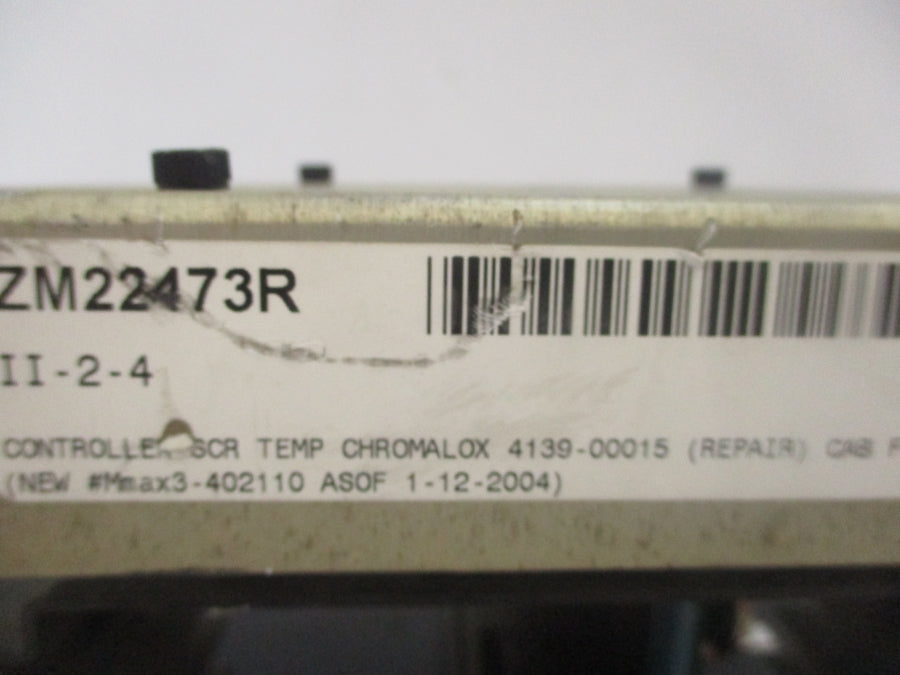 ZM22473R
II-2-4
CONTROLLER SCR TEMP CHROMALOX 4139-00015 (REPAIR) CAB
(NEW #Mmax3-402110 ASOF 1-12-2004)